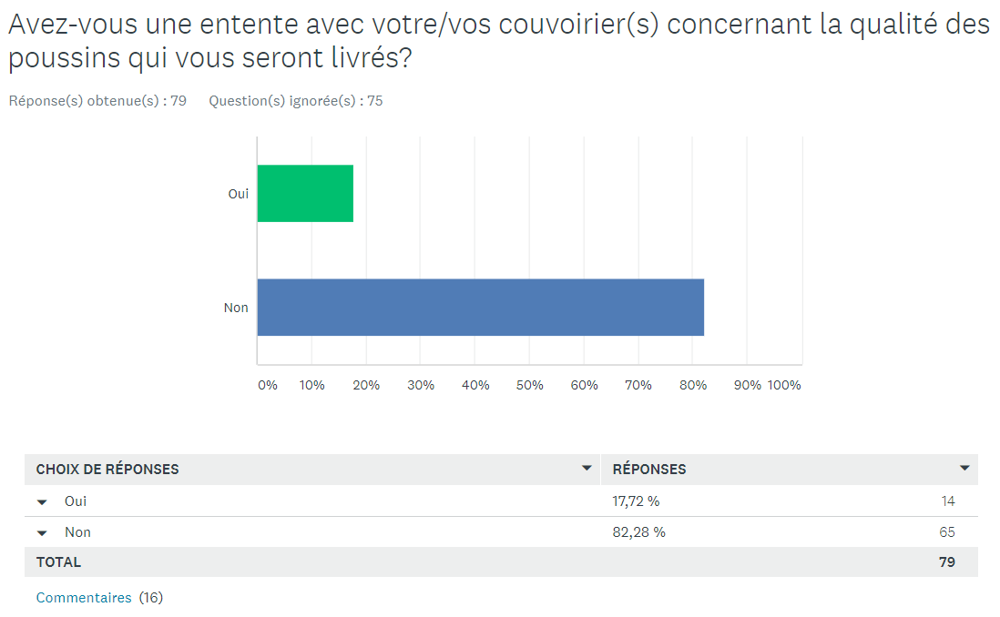 Avez-vous une entente avec votre/vos couvoirier(s) concernant la qualité des
poussins qui vous seront livrés?
Réponse(s) obtenue(s) : 79 Question(s) ignorée(s) : 75
Oui
Non
0% 10% 20% 30% 40% 50% 60% 70% 80% 90% 100%
CHOIX DE RÉPONSES RÉPONSES
Oui 17,72 % 14
Non 82,28 % 65
TOTAL 79
Commentaires (16)